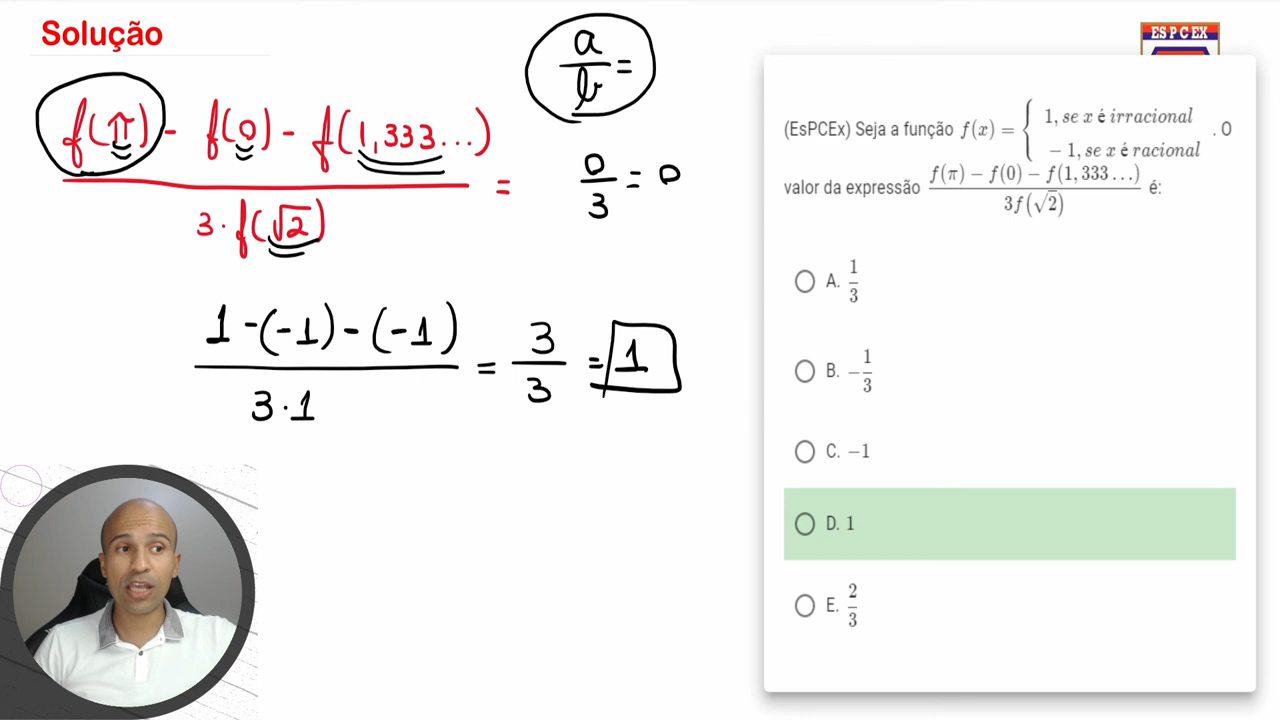 Solução
f(π) - f(0) - f(1,333...)
3 · f(√2)
=
a
b
=
0
3
= 0
1 - (-1) - (-1)
3 · 1
=
3
3
= 1
ESPCEX
(EsPCEx) Seja a função f(x) = { 1, se x é irracional
− 1, se x é racional . O
valor da expressão f(π) − f(0) − f(1,333 ...) é:
3f(√2)
A. 1
3
B. − 1
3
C. −1
D. 1
E. 2
3